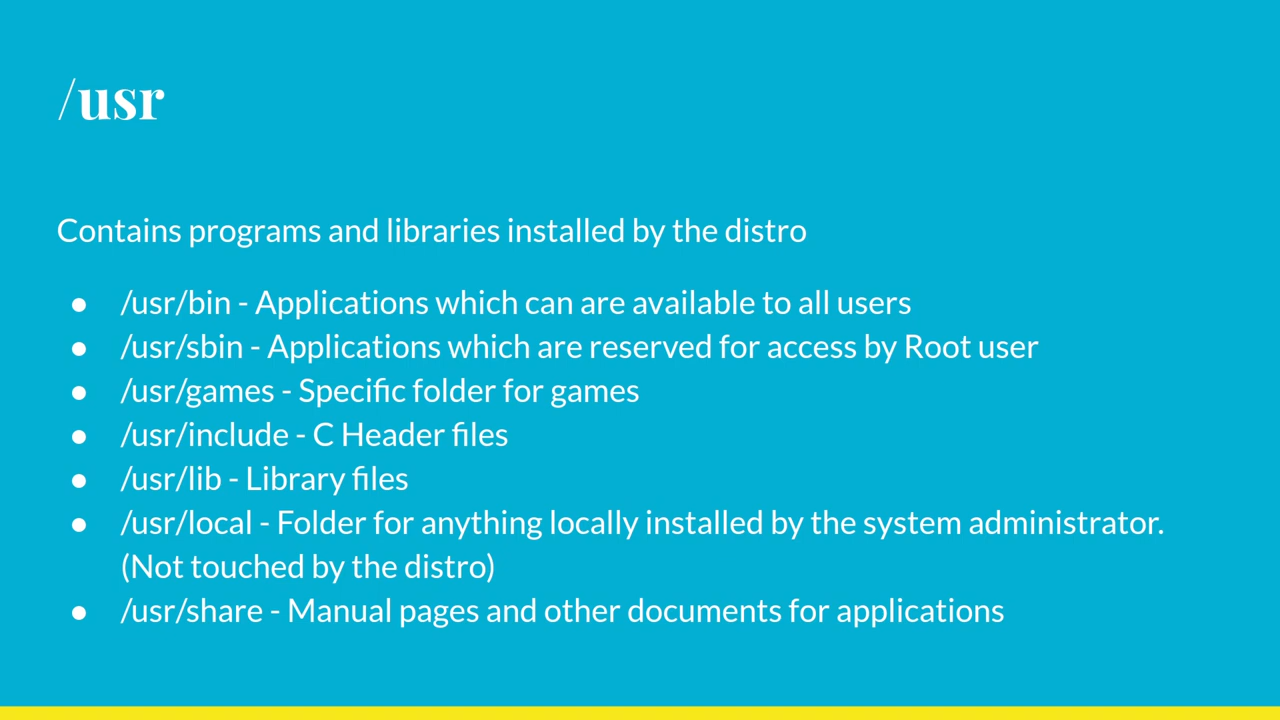 /usr
Contains programs and libraries installed by the distro
● /usr/bin - Applications which can are available to all users
● /usr/sbin - Applications which are reserved for access by Root user
● /usr/games - Specific folder for games
● /usr/include - C Header files
● /usr/lib - Library files
● /usr/local - Folder for anything locally installed by the system administrator.
(Not touched by the distro)
● /usr/share - Manual pages and other documents for applications